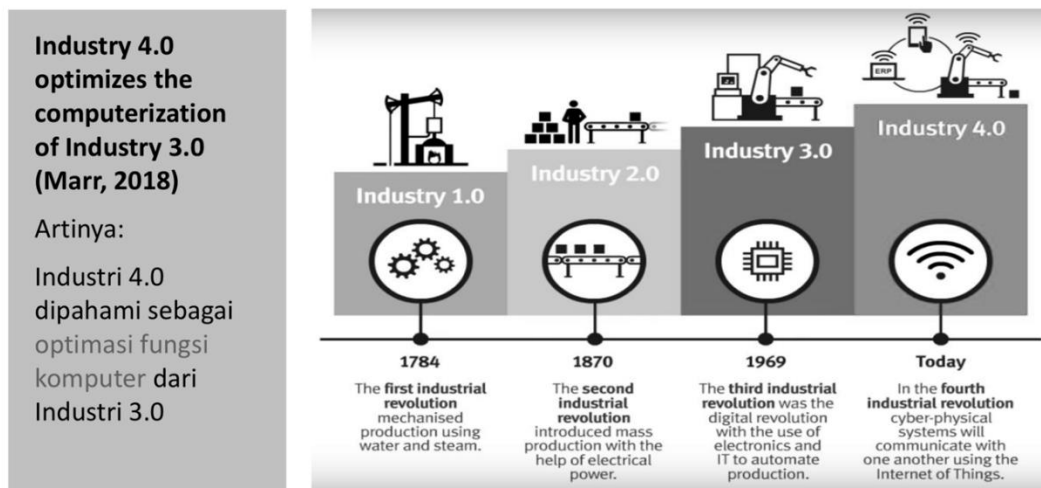 Industry 4.0
optimizes the
computerization
of Industry 3.0
(Marr, 2018)
Artinya:
Industri 4.0
dipahami sebagai
optimasi fungsi
komputer dari
Industri 3.0
Industry 1.0
Industry 2.0
Industry 3.0
ERP
Industry 4.0
1784
The first industrial
revolution
mechanised
production using
water and steam.
1870
The second
industrial
revolution
introduced mass
production with the
help of electrical
power.
1969
The third industrial
revolution was the
digital revolution
with the use of
electronics and
IT to automate
production.
Today
In the fourth
industrial revolution
cyber-physical
systems will
communicate with
one another using the
Internet of Things.